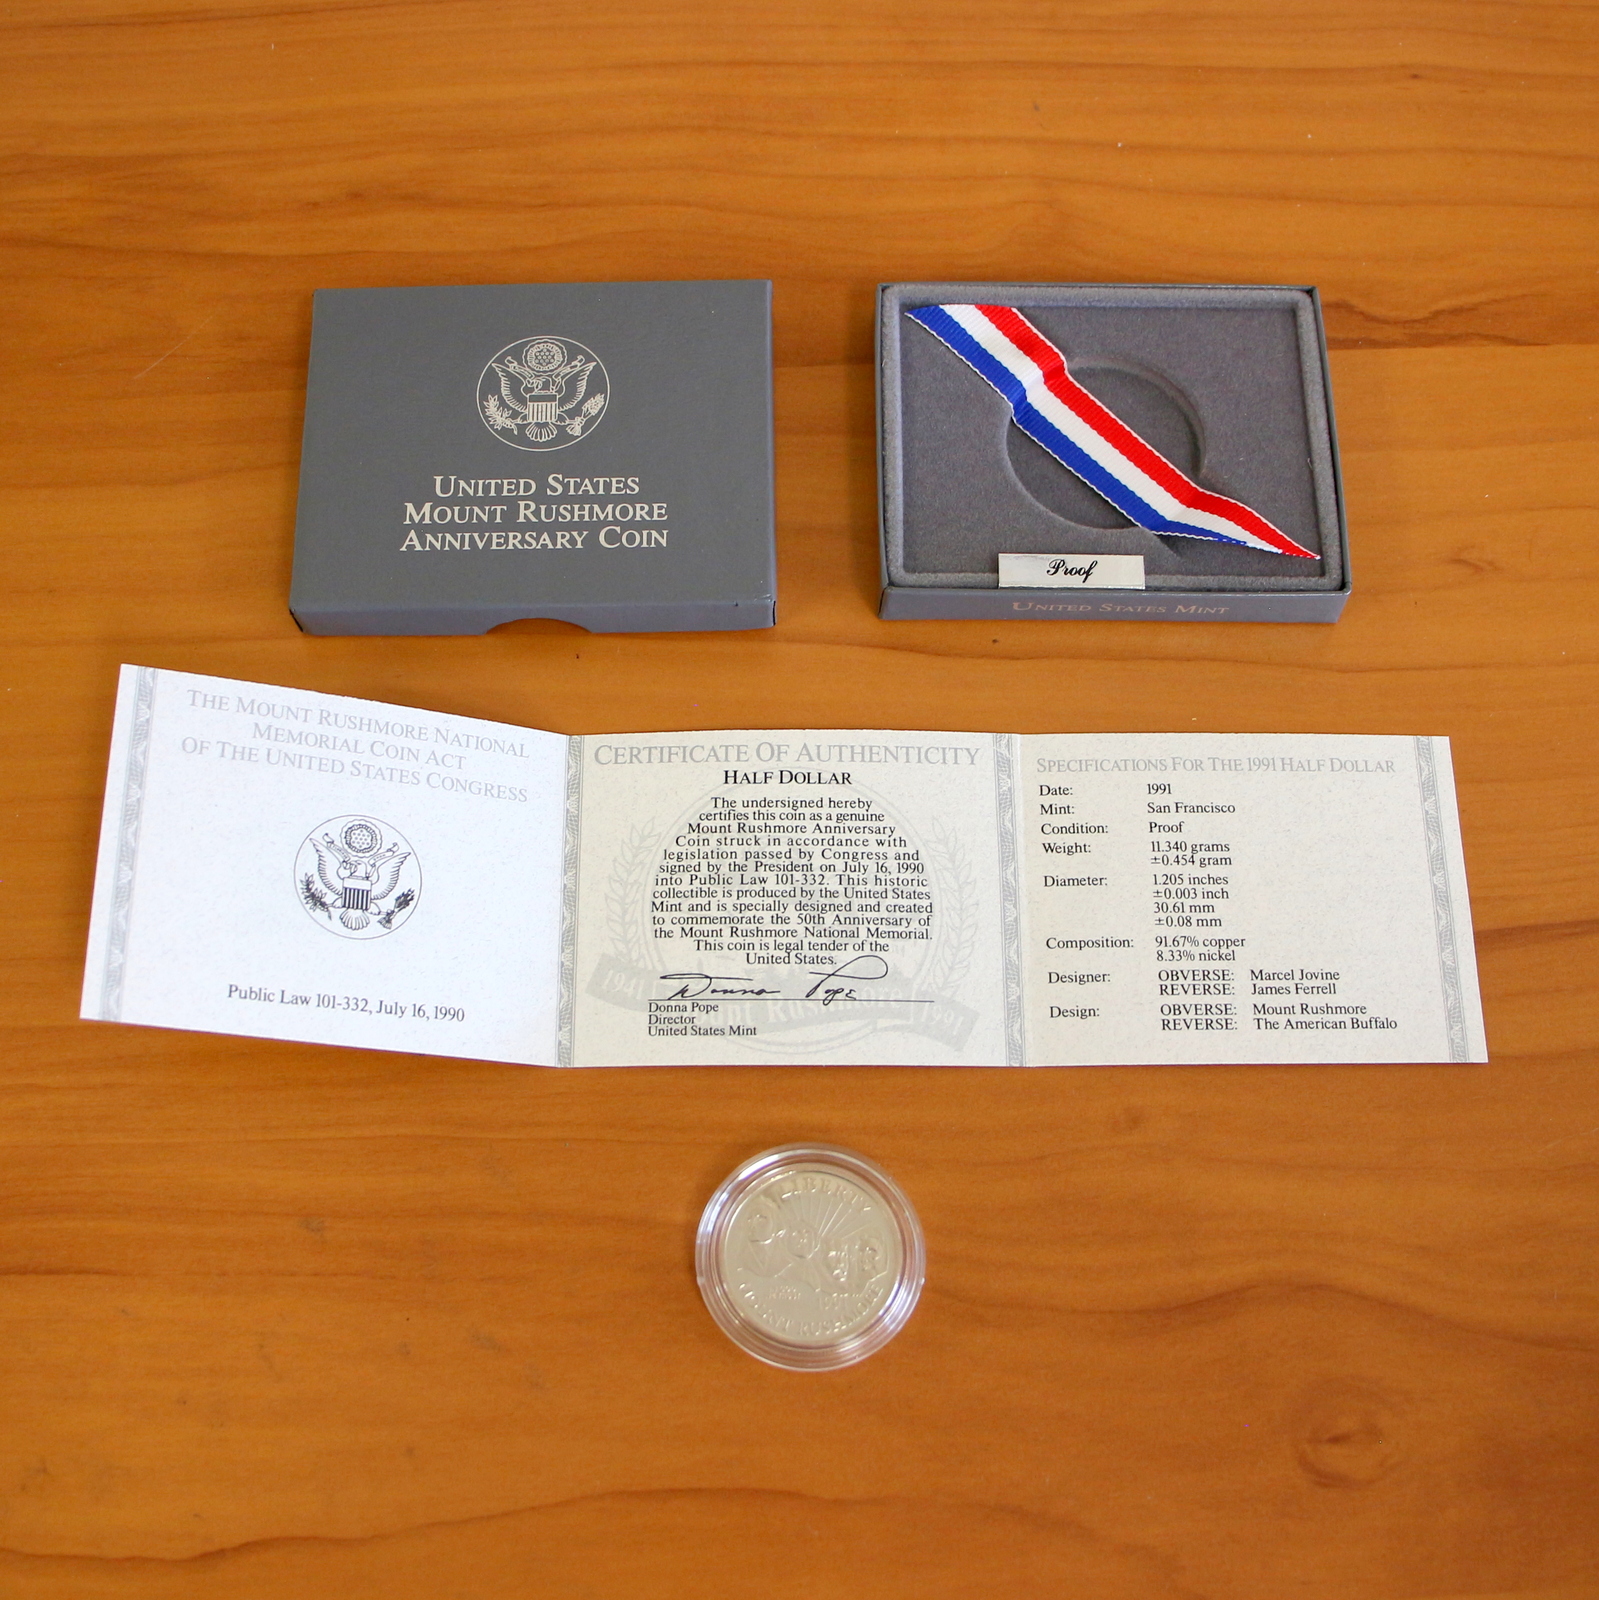 UNITED STATES
MOUNT RUSHMORE
ANNIVERSARY COIN
Proof
UNITED STATES MINT
THE MOUNT RUSHMORE NATIONAL
MEMORIAL COIN ACT
OF THE UNITED STATES CONGRESS
Public Law 101-332, July 16, 1990
CERTIFICATE OF AUTHENTICITY
HALF DOLLAR
The undersigned hereby
certifies this coin as a genuine
Mount Rushmore Anniversary
Coin struck in accordance with
legislation passed by Congress and
signed by the President on July 16, 1990
into Public Law 101-332. This historic
collectible is produced by the United States
Mint and is specially designed and created
to commemorate the 50th Anniversary of
the Mount Rushmore National Memorial.
This coin is legal tender of the
United States.
Donna Pope
1941 Mount Rushmore 1991
Donna Pope
Director
United States Mint
SPECIFICATIONS FOR THE 1991 HALF DOLLAR
Date: 1991
Mint: San Francisco
Condition: Proof
Weight: 11.340 grams
±0.454 gram
Diameter: 1.205 inches
±0.003 inch
30.61 mm
±0.08 mm
Composition: 91.67% copper
8.33% nickel
Designer: OBVERSE: Marcel Jovine
REVERSE: James Ferrell
Design: OBVERSE: Mount Rushmore
REVERSE: The American Buffalo
LIBERTY
MOUNT RUSHMORE